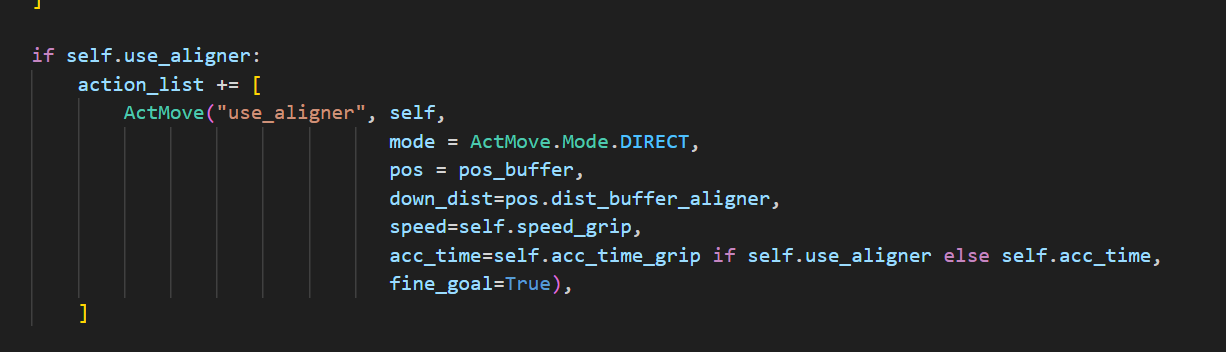 ]
if self.use_aligner:
    action_list += [
        ActMove("use_aligner", self,
                               mode = ActMove.Mode.DIRECT,
                               pos = pos_buffer,
                               down_dist=pos.dist_buffer_aligner,
                               speed=self.speed_grip,
                               acc_time=self.acc_time_grip if self.use_aligner else self.acc_time,
                               fine_goal=True),
    ]